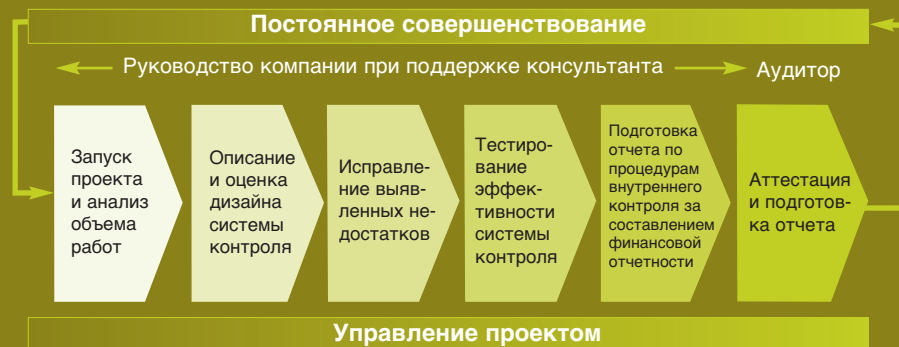 Постоянное совершенствование
Руководство компании при поддержке консультанта
Аудитор
Запуск
проекта
и анализ
объема
работ
Описание
и оценка
дизайна
системы
контроля
Исправле-
ние выяв-
ленных не-
достатков
Тестиро-
вание
эффек-
тивности
системы
контроля
Подготовка
отчета по
процедурам
внутреннего
контроля за
составлением
финансовой
отчетности
Аттестация
и подготов-
ка отчета
Управление проектом